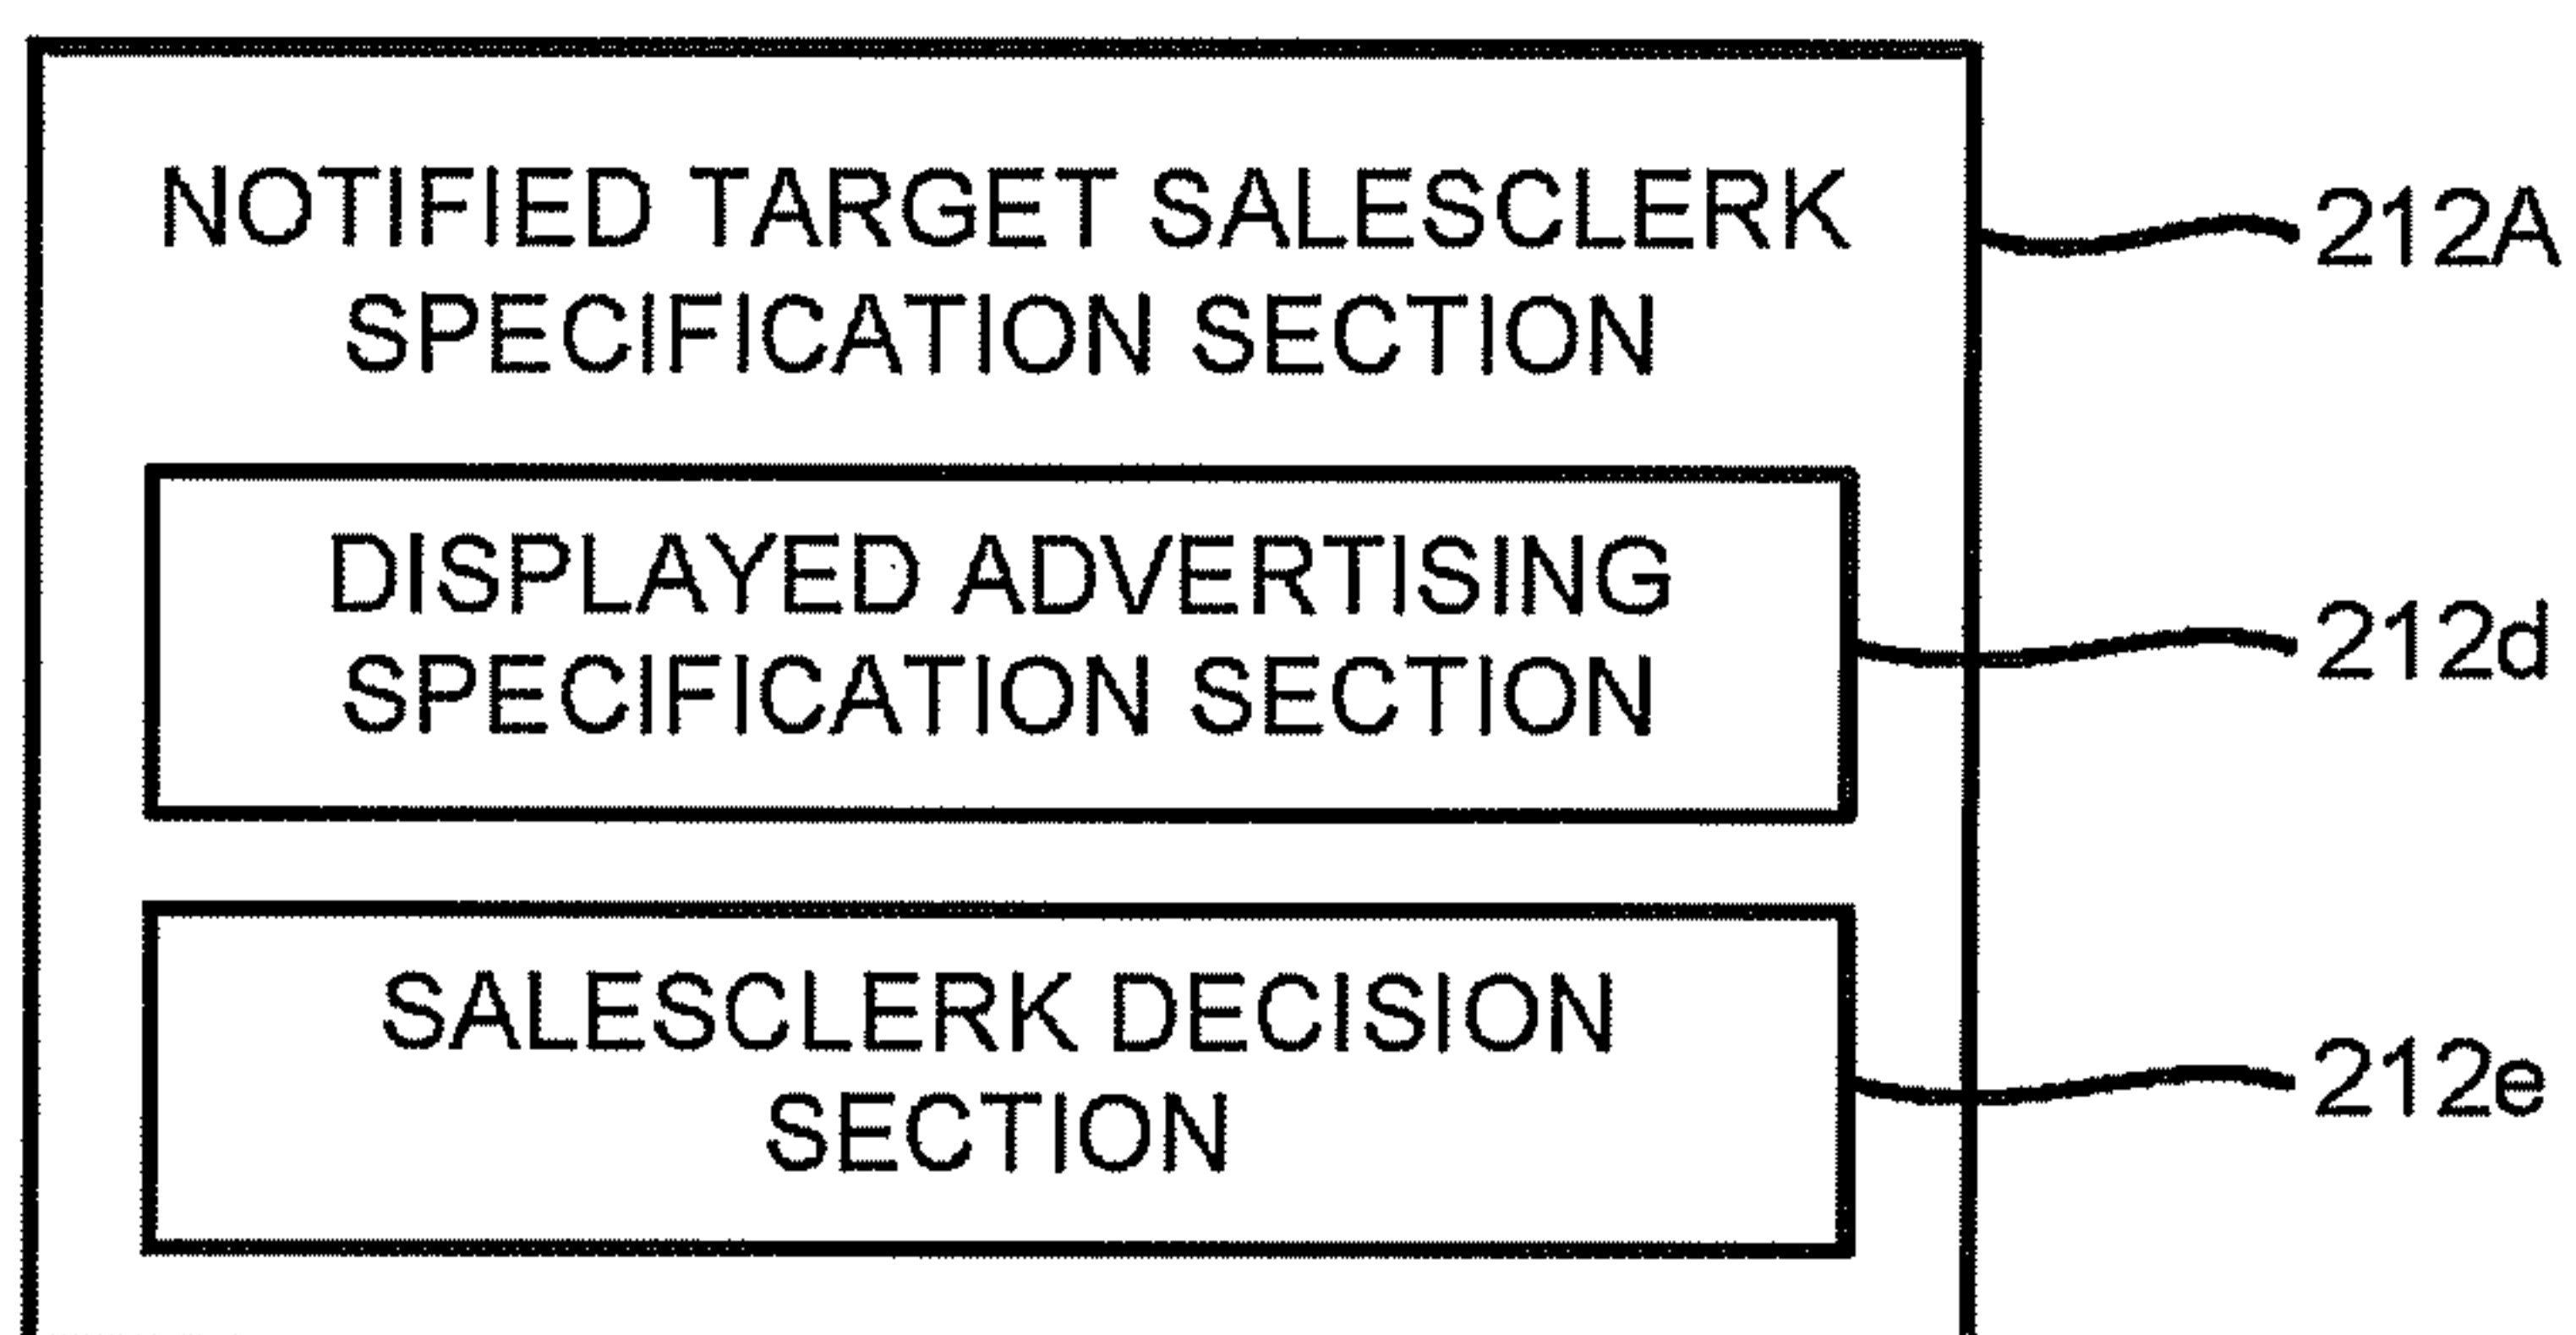 NOTIFIED TARGET SALESCLERK
SPECIFICATION SECTION
212A
DISPLAYED ADVERTISING
SPECIFICATION SECTION
212d
SALESCLERK DECISION
SECTION
212e